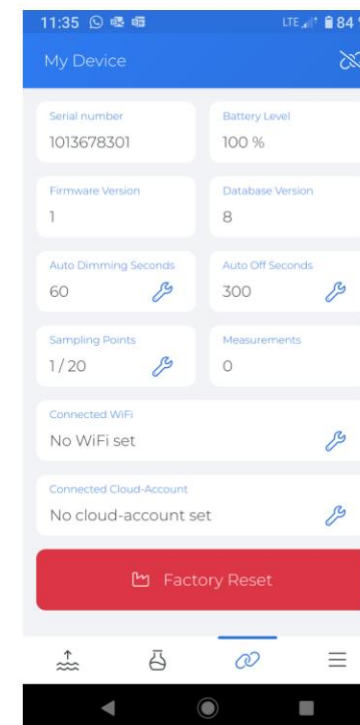 11:35 LTE 84
My Device
Serial number Battery Level
1013678301 100 %
Firmware Version Database Version
1 8
Auto Dimming Seconds Auto Off Seconds
60 300
Sampling Points Measurements
1 / 20 0
Connected WiFi
No WiFi set
Connected Cloud-Account
No cloud-account set
Factory Reset